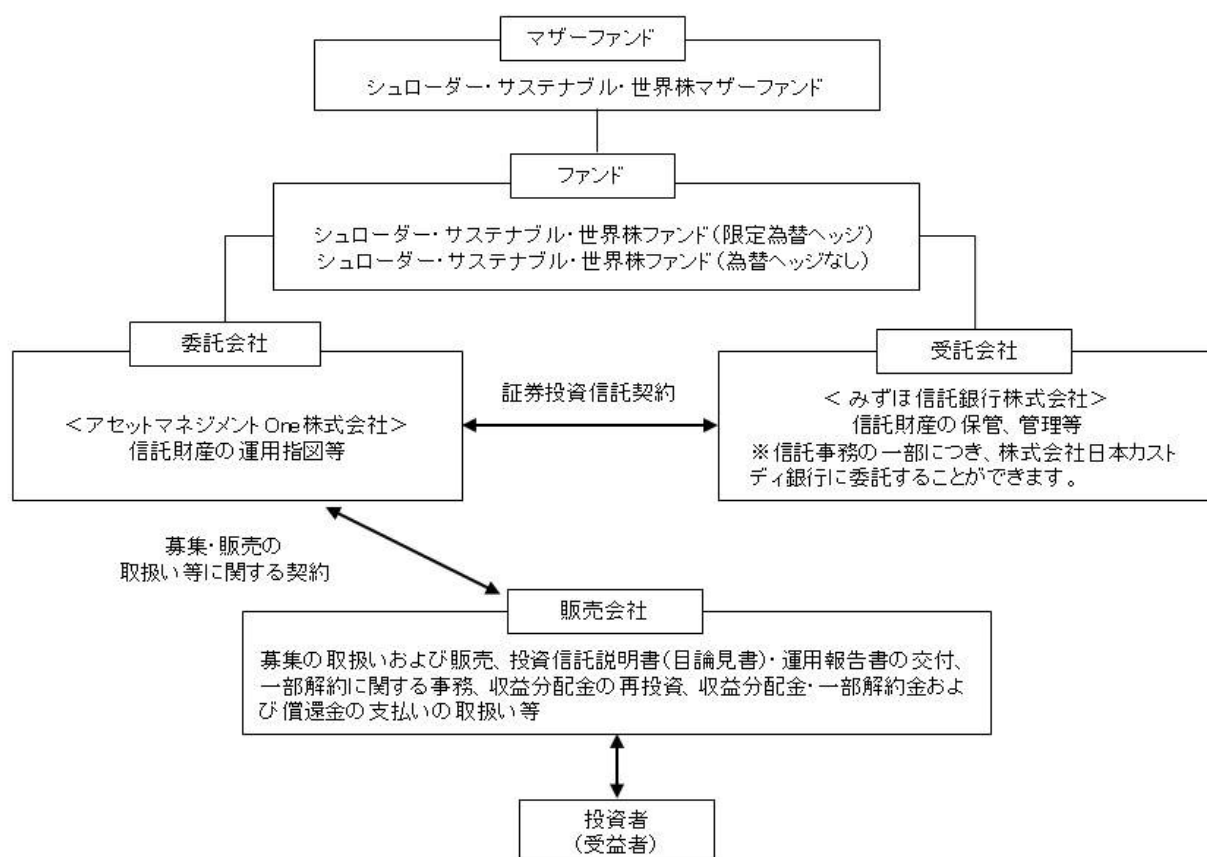 マザーファンド
シュローダー・サステナブル・世界株マザーファンド
ファンド
シュローダー・サステナブル・世界株ファンド(限定為替ヘッジ)
シュローダー・サステナブル・世界株ファンド(為替ヘッジなし)
委託会社
<アセットマネジメントOne株式会社>
信託財産の運用指図等
証券投資信託契約
受託会社
<みずほ信託銀行株式会社>
信託財産の保管、管理等
※信託事務の一部につき、株式会社日本カスト
ディ銀行に委託することができます。
募集・販売の
取扱い等に関する契約
販売会社
募集の取扱いおよび販売、投資信託説明書(目論見書)・運用報告書の交付、
一部解約に関する事務、収益分配金の再投資、収益分配金・一部解約金およ
び償還金の支払いの取扱い等
投資者
(受益者)